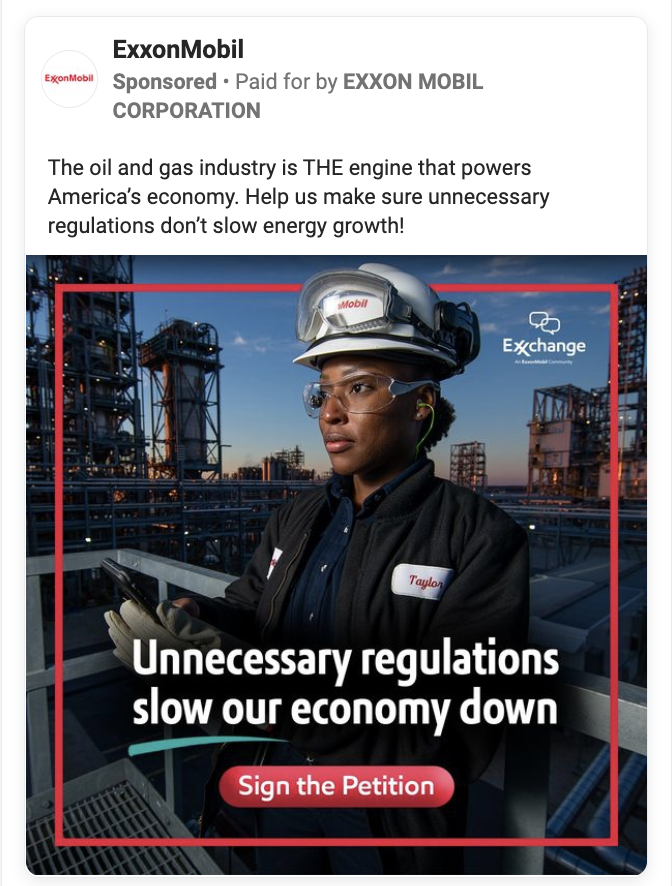 ExxonMobil
ExxonMobil
Sponsored • Paid for by EXXON MOBIL
CORPORATION
The oil and gas industry is THE engine that powers
America’s economy. Help us make sure unnecessary
regulations don’t slow energy growth!
Mobil
Exxchange
An ExxonMobil Community
Taylor
Unnecessary regulations
slow our economy down
Sign the Petition